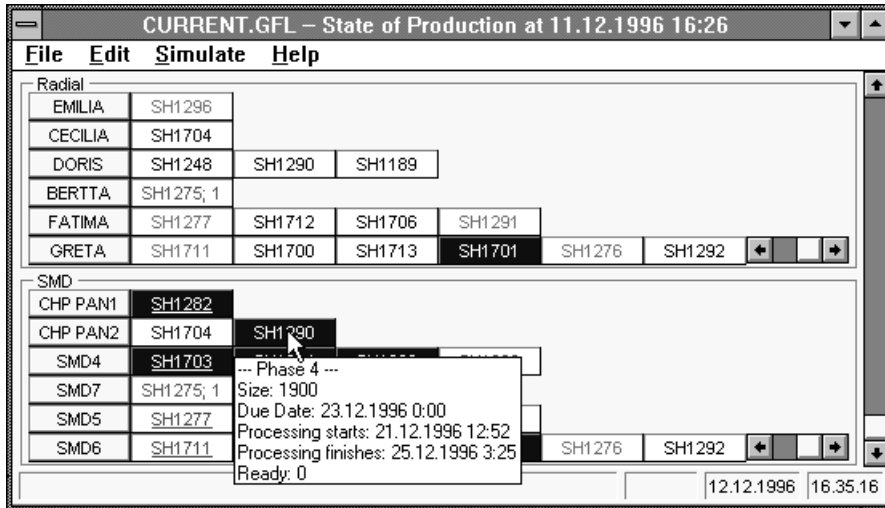 CURRENT.GFL – State of Production at 11.12.1996 16:26
File Edit Simulate Help
Radial
EMILIA SH1296
CECILIA SH1704
DORIS SH1248 SH1290 SH1189
BERTTA SH1275; 1
FATIMA SH1277 SH1712 SH1706 SH1291
GRETA SH1711 SH1700 SH1713 SH1701 SH1276 SH1292
SMD
CHP PAN1 SH1282
CHP PAN2 SH1704 SH1290
SMD4 SH1703
SMD7 SH1275; 1
SMD5 SH1277
SMD6 SH1711 SH1276 SH1292
--- Phase 4 ---
Size: 1900
Due Date: 23.12.1996 0:00
Processing starts: 21.12.1996 12:52
Processing finishes: 25.12.1996 3:25
Ready: 0
12.12.1996 16.35.16